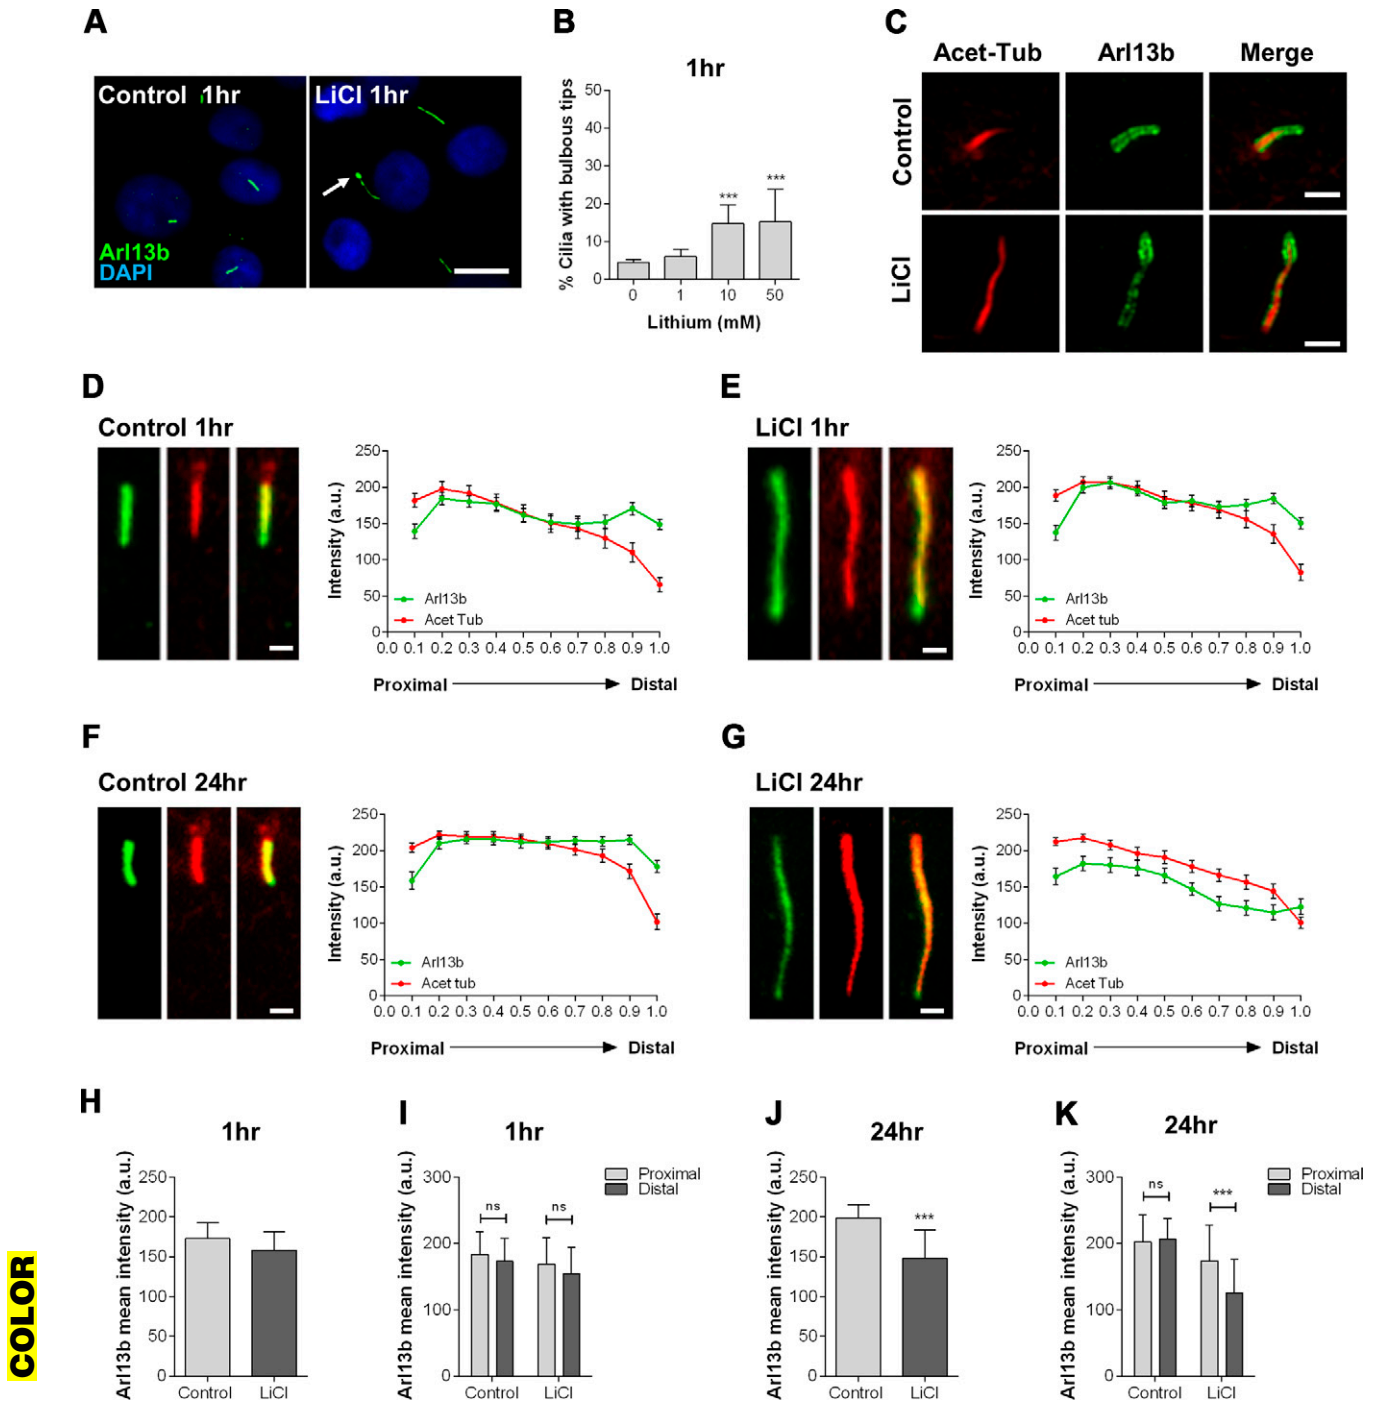 A
Control 1hr
LiCl 1hr
Arl13b
DAPI
B
1hr
% Cilia with bulbous tips
50
40
30
20
10
0
***
***
0 1 10 50
Lithium (mM)
C
Acet-Tub Arl13b Merge
Control
LiCl
D
Control 1hr
Intensity (a.u.)
250
200
150
100
50
0
Arl13b
Acet Tub
0.0 0.1 0.2 0.3 0.4 0.5 0.6 0.7 0.8 0.9 1.0
Proximal Distal
E
LiCl 1hr
Intensity (a.u.)
250
200
150
100
50
0
Arl13b
Acet tub
0.0 0.1 0.2 0.3 0.4 0.5 0.6 0.7 0.8 0.9 1.0
Proximal Distal
F
Control 24hr
Intensity (a.u.)
250
200
150
100
50
0
Arl13b
Acet tub
0.0 0.1 0.2 0.3 0.4 0.5 0.6 0.7 0.8 0.9 1.0
Proximal Distal
G
LiCl 24hr
Intensity (a.u.)
250
200
150
100
50
0
Arl13b
Acet Tub
0.0 0.1 0.2 0.3 0.4 0.5 0.6 0.7 0.8 0.9 1.0
Proximal Distal
H
1hr
Arl13b mean intensity (a.u.)
250
200
150
100
50
0
Control LiCl
I
1hr
Arl13b mean intensity (a.u.)
300
200
100
0
ns ns
Proximal
Distal
Control LiCl
J
24hr
Arl13b mean intensity (a.u.)
250
200
150
100
50
0
***
Control LiCl
K
24hr
Arl13b mean intensity (a.u.)
300
200
100
0
ns ***
Proximal
Distal
Control LiCl
COLOR